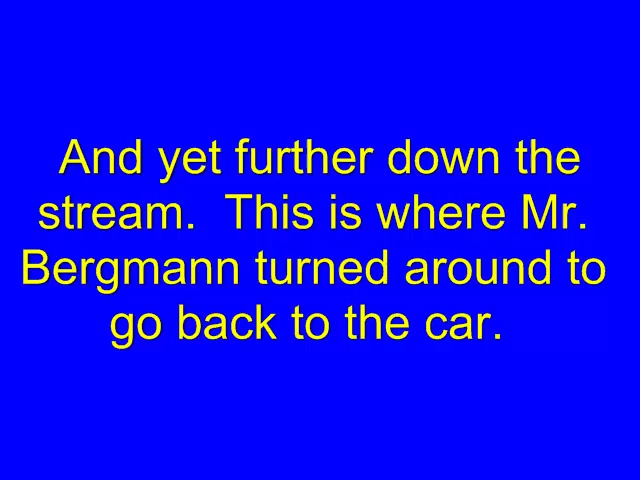 And yet further down the
stream.  This is where Mr.
Bergmann turned around to
go back to the car.